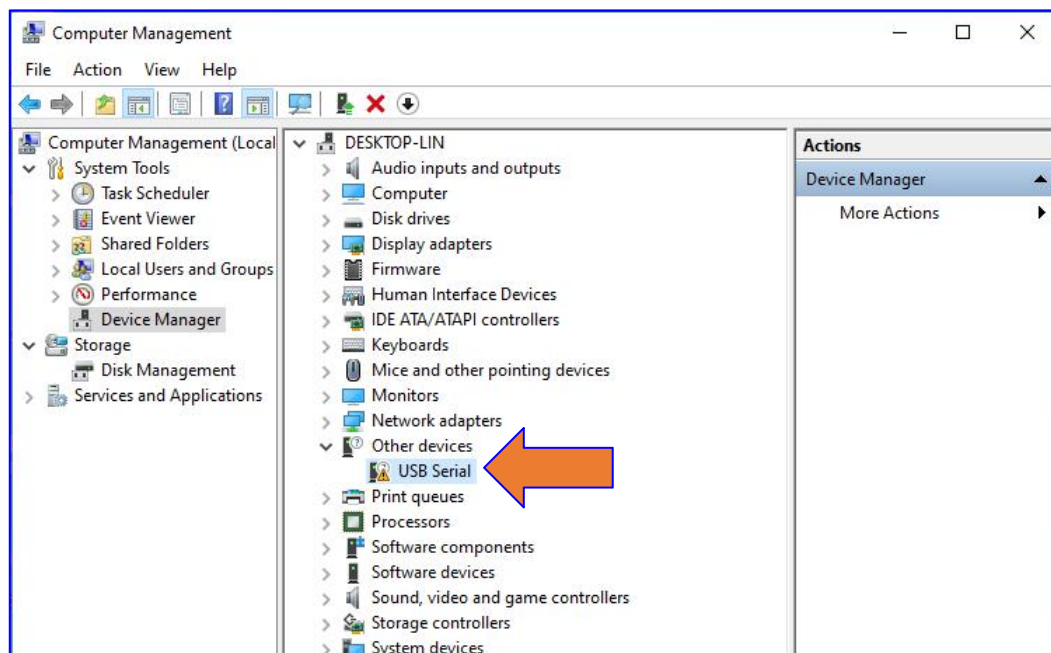 Computer Management
File Action View Help
Computer Management (Local
System Tools
Task Scheduler
Event Viewer
Shared Folders
Local Users and Groups
Performance
Device Manager
Storage
Disk Management
Services and Applications
DESKTOP-LIN
Audio inputs and outputs
Computer
Disk drives
Display adapters
Firmware
Human Interface Devices
IDE ATA/ATAPI controllers
Keyboards
Mice and other pointing devices
Monitors
Network adapters
Other devices
USB Serial
Print queues
Processors
Software components
Software devices
Sound, video and game controllers
Storage controllers
System devices
Actions
Device Manager
More Actions